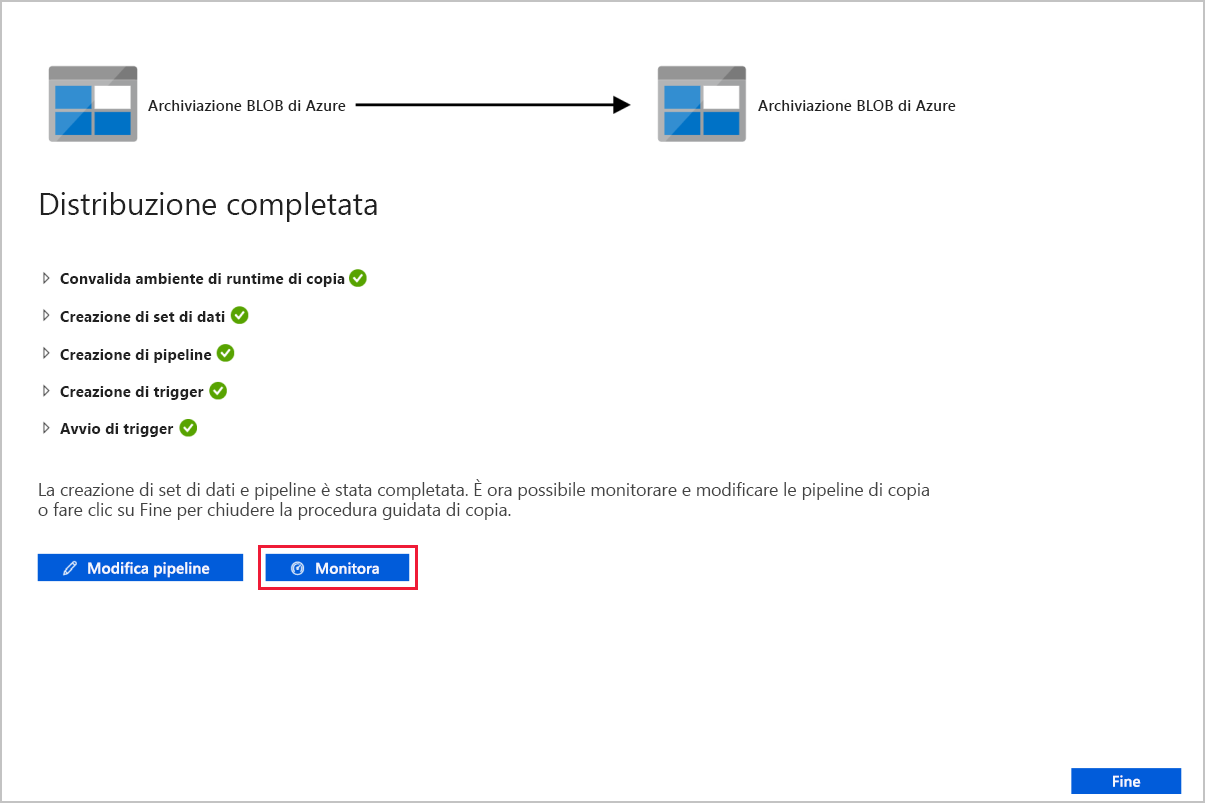 Archiviazione BLOB di Azure
Archiviazione BLOB di Azure
Distribuzione completata
Convalida ambiente di runtime di copia
Creazione di set di dati
Creazione di pipeline
Creazione di trigger
Avvio di trigger
La creazione di set di dati e pipeline è stata completata. È ora possibile monitorare e modificare le pipeline di copia
o fare clic su Fine per chiudere la procedura guidata di copia.
Modifica pipeline
Monitora
Fine